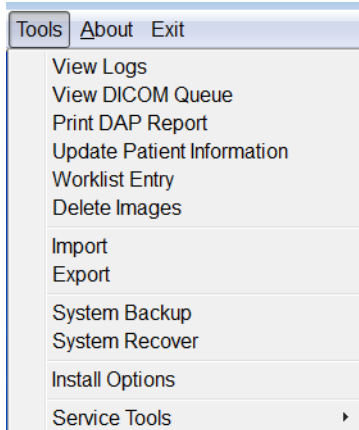 Tools About Exit
View Logs
View DICOM Queue
Print DAP Report
Update Patient Information
Worklist Entry
Delete Images
Import
Export
System Backup
System Recover
Install Options
Service Tools